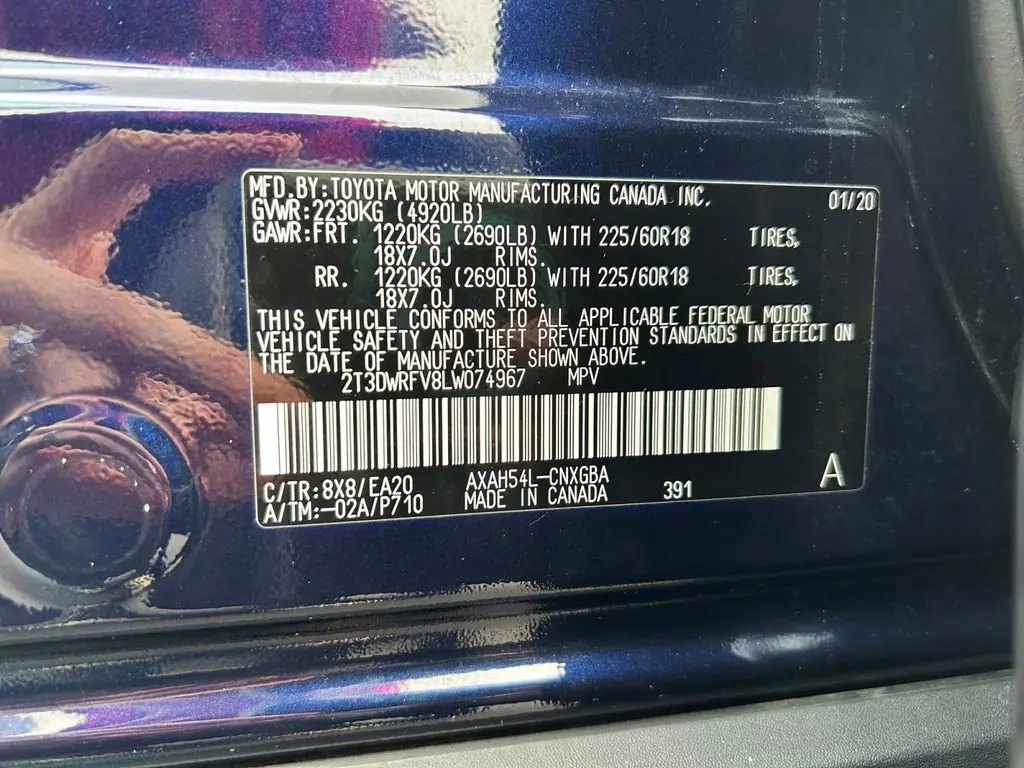 MFD.BY:TOYOTA MOTOR MANUFACTURING CANADA INC. 01/20
GVWR:2230KG (4920LB)
GAWR:FRT. 1220KG (2690LB) WITH 225/60R18 TIRES,
18X7.0J RIMS.
RR. 1220KG (2690LB) WITH 225/60R18 TIRES,
18X7.0J RIMS.
THIS VEHICLE CONFORMS TO ALL APPLICABLE FEDERAL MOTOR
VEHICLE SAFETY AND THEFT PREVENTION STANDARDS IN EFFECT ON
THE DATE OF MANUFACTURE SHOWN ABOVE.
2T3DWRFV8LW074967 MPV
C/TR:8X8/EA20 AXAH54L-CNXGBA A
A/TM:-02A/P710 MADE IN CANADA 391